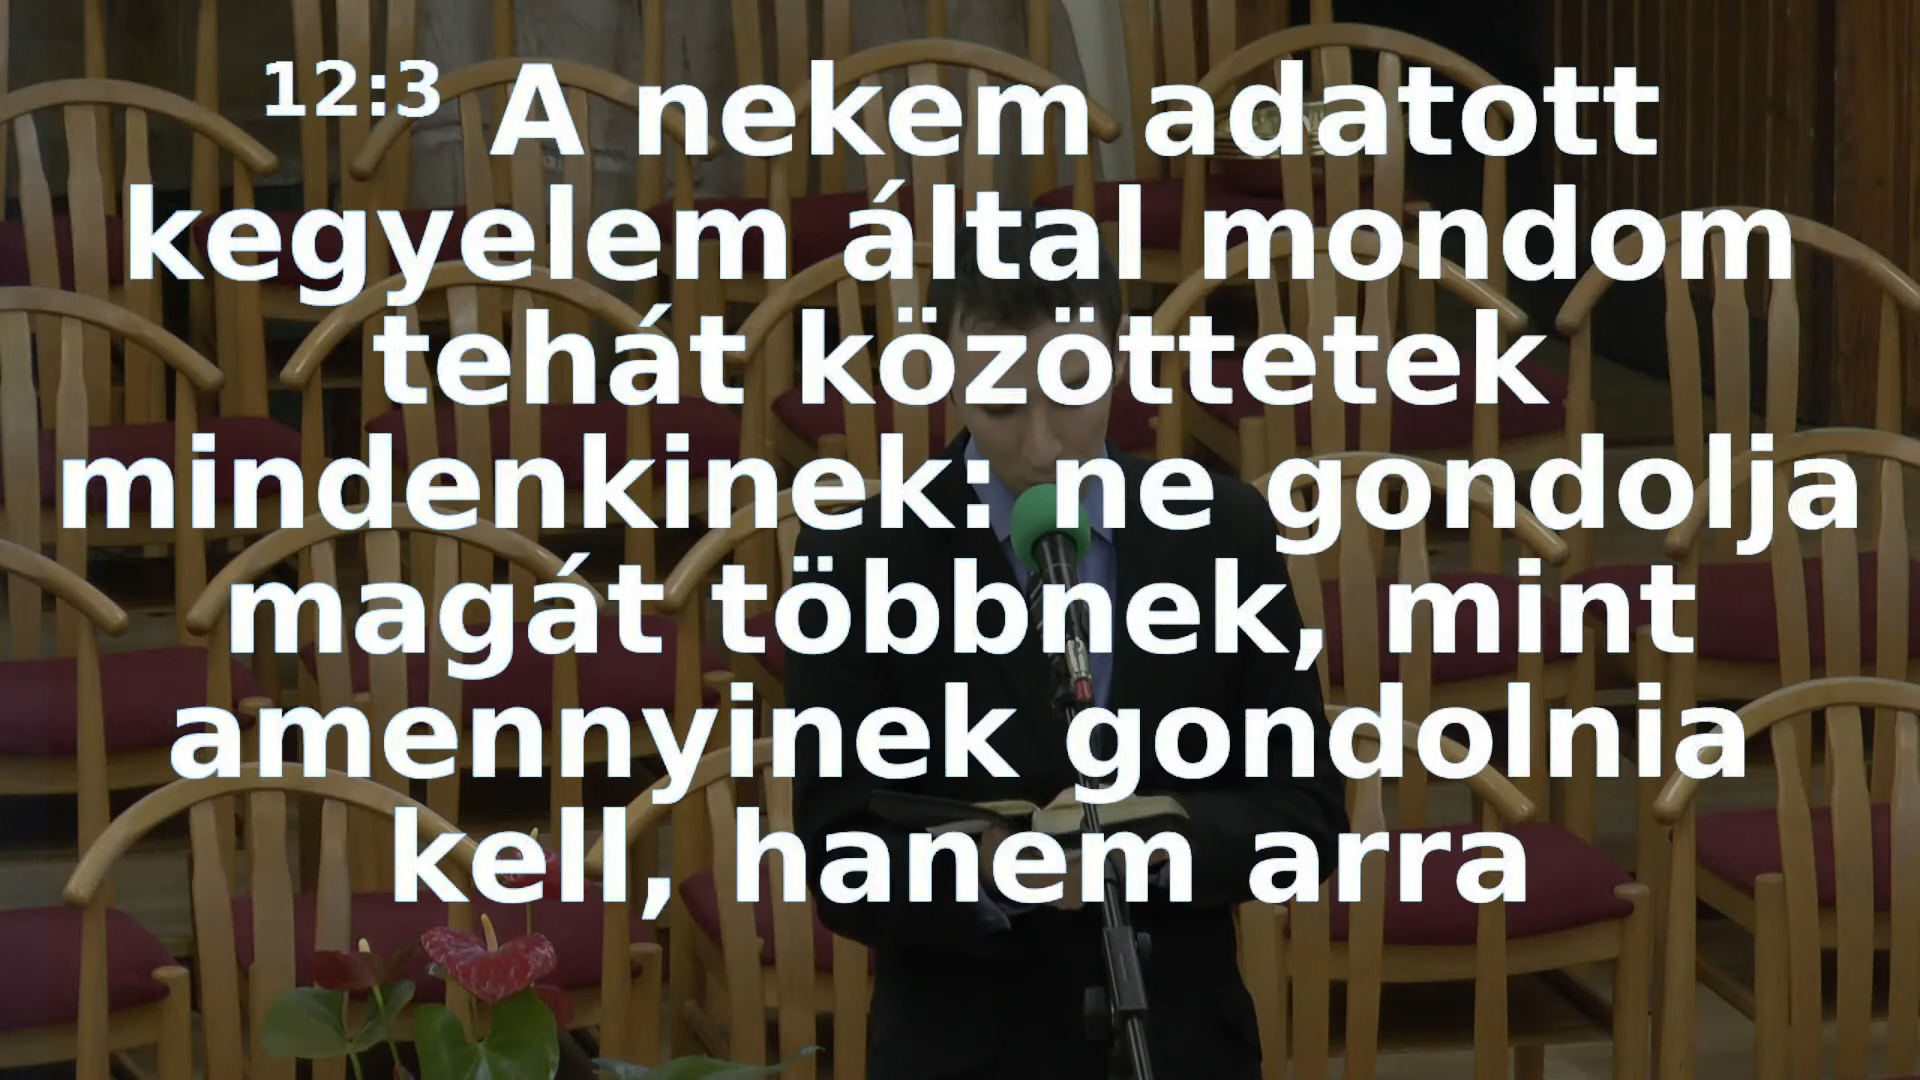 12:3 A nekem adatott
kegyelem által mondom
tehát közöttetek
mindenkinek: ne gondolja
magát többnek, mint
amennyinek gondolnia
kell, hanem arra